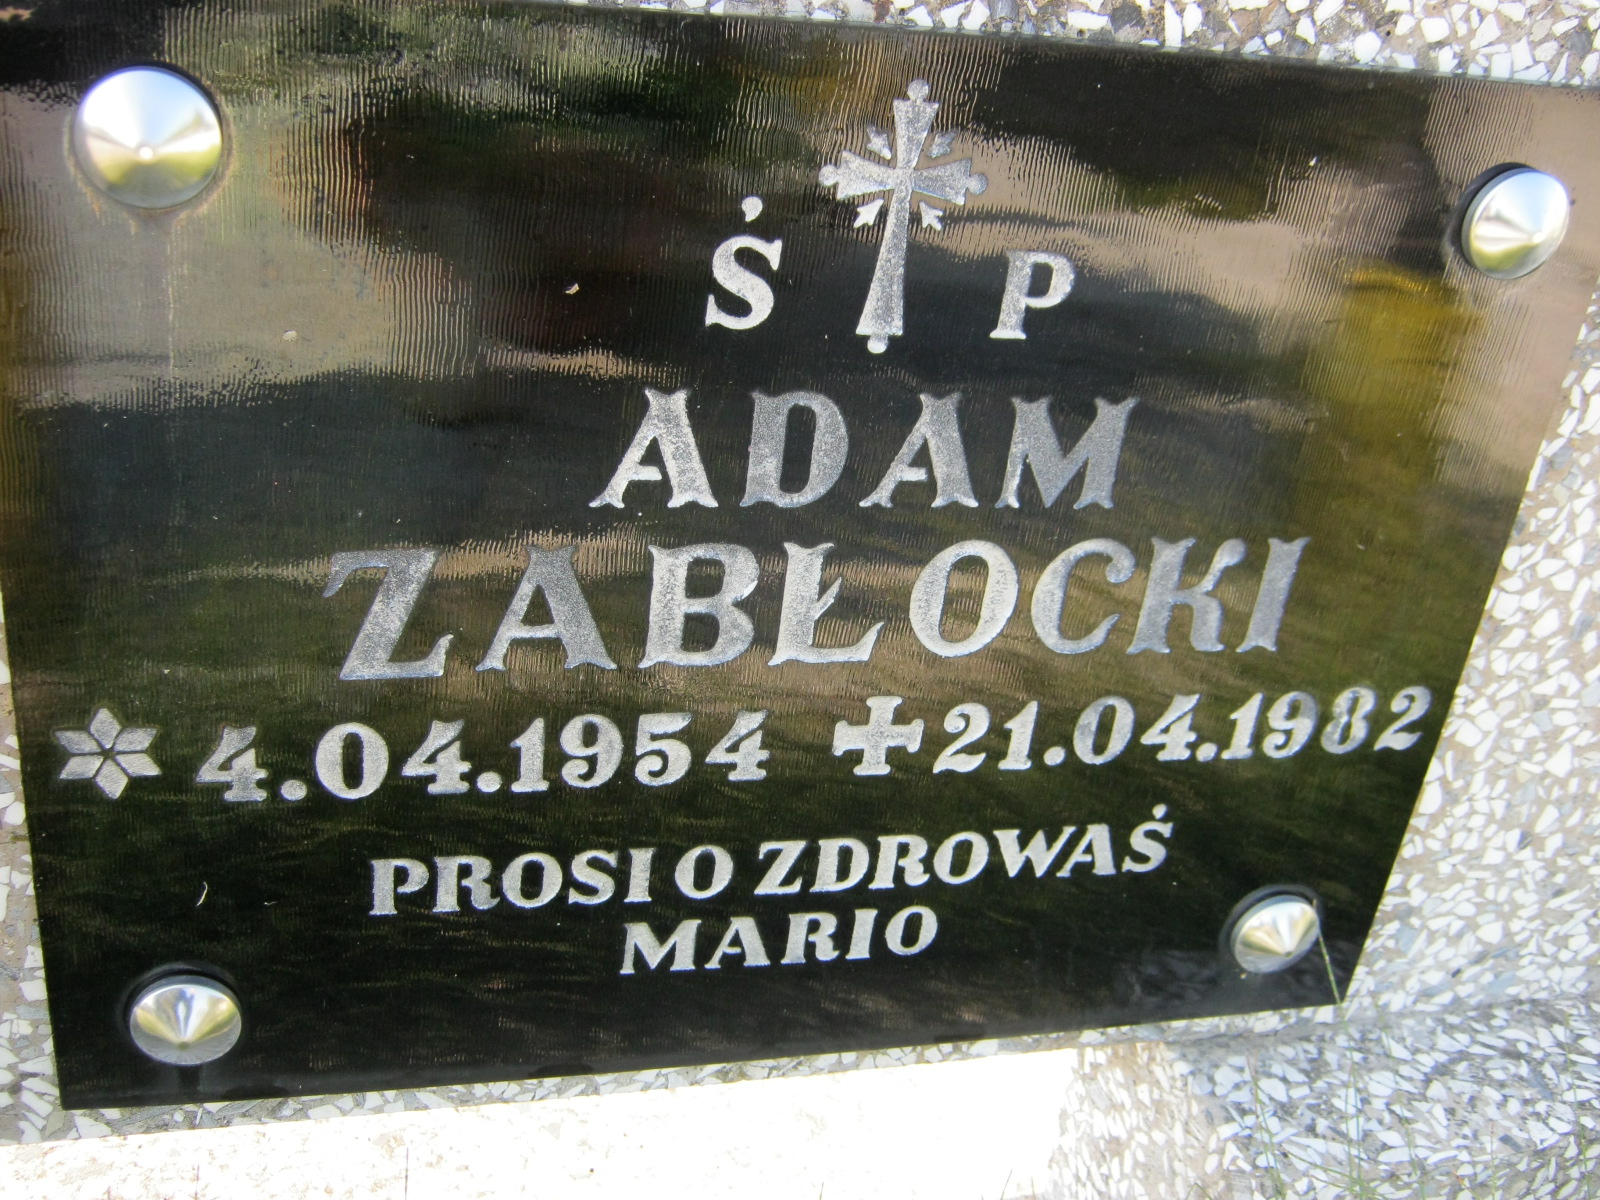 Ś P
ADAM
ZABŁOCKI
4.04.1954 21.04.1982
PROSI O ZDROWAŚ
MARIO